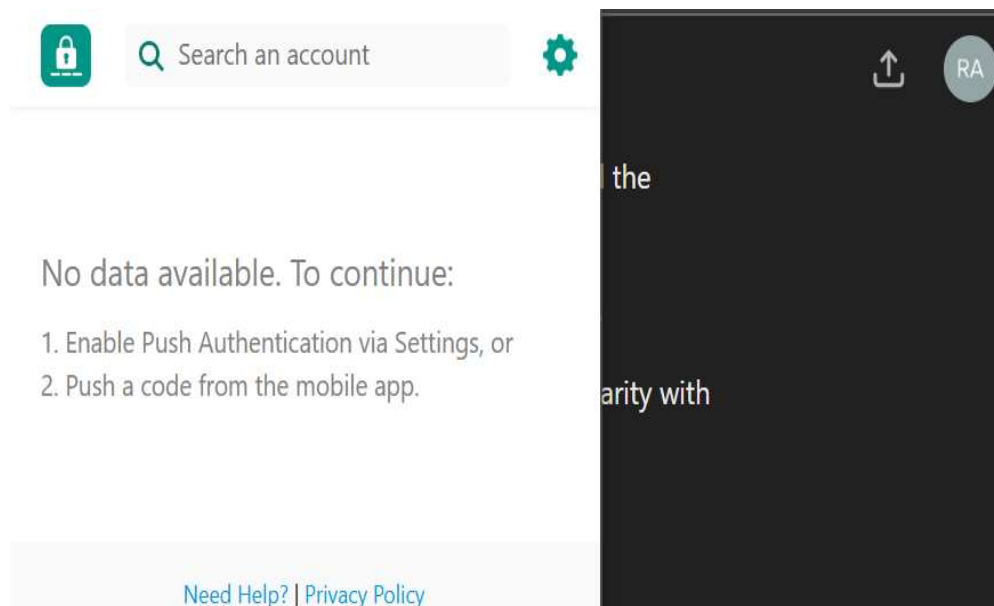 Search an account
RA
the
No data available. To continue:
1. Enable Push Authentication via Settings, or
2. Push a code from the mobile app.
arity with
Need Help? | Privacy Policy